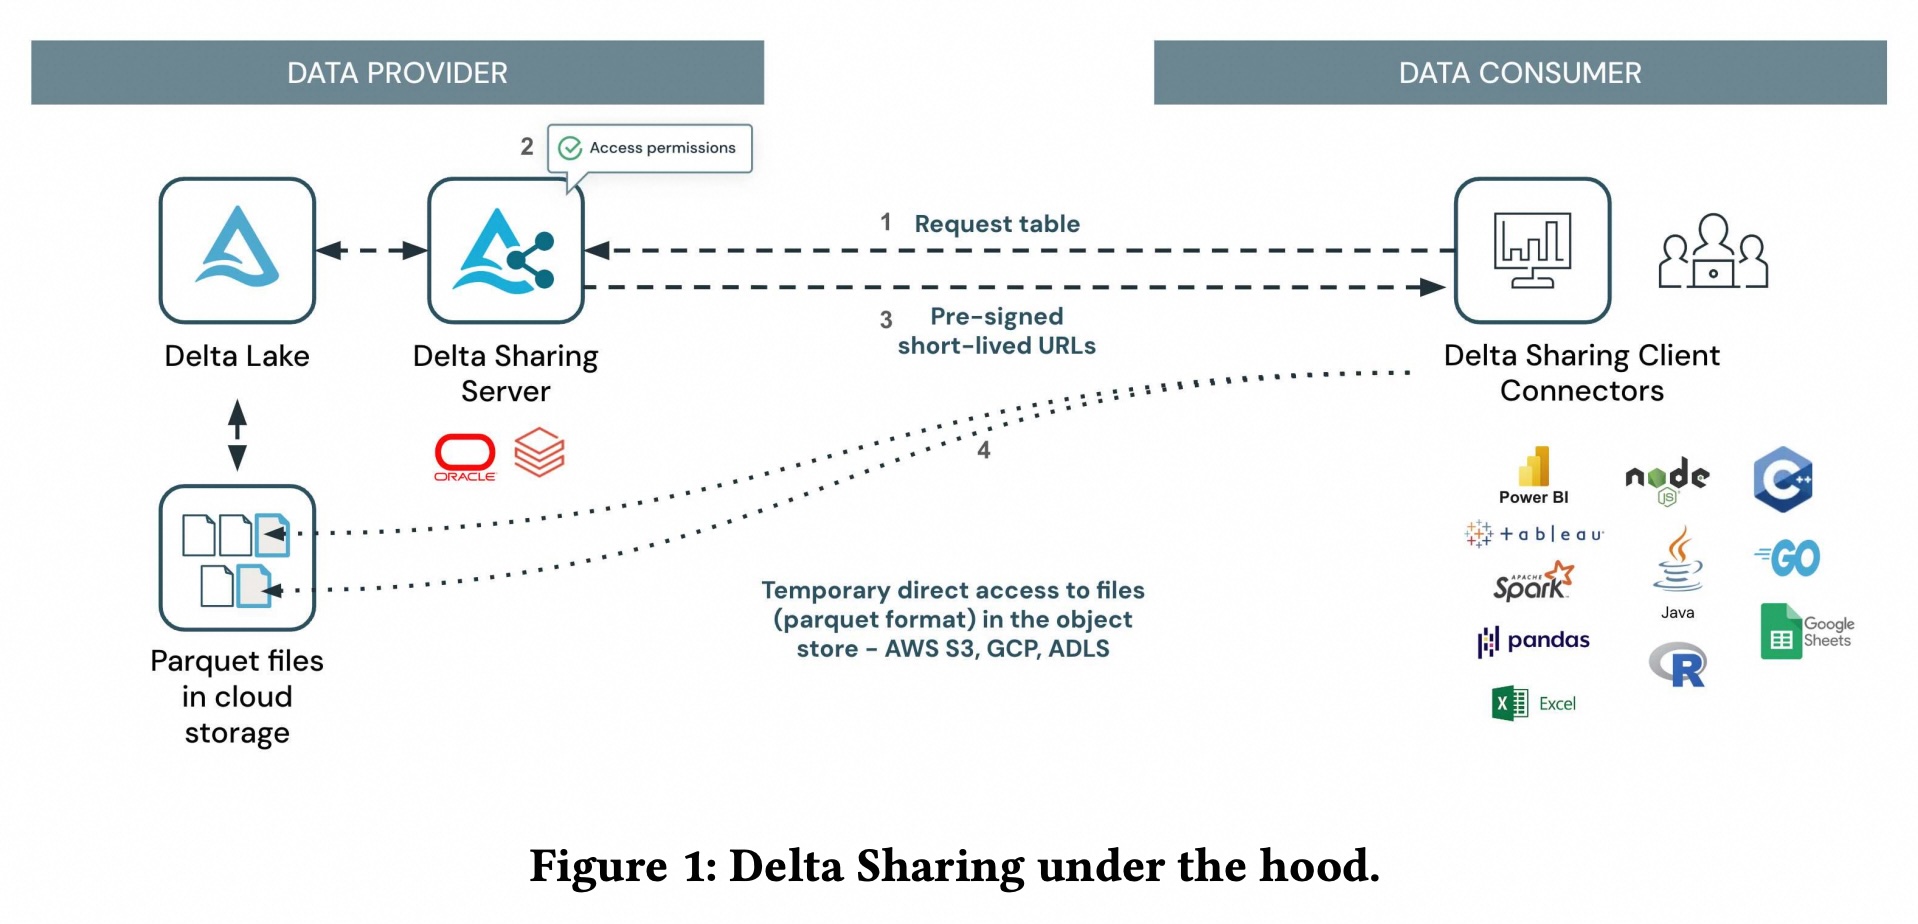 DATA PROVIDER
DATA CONSUMER
2
Access permissions
1
Request table
3
Pre-signed
short-lived URLs
Delta Lake
Delta Sharing
Server
Delta Sharing Client
Connectors
ORACLE
4
Power BI
node
JS
C++
+ableau
APACHE
Spark
Java
GO
pandas
Google
Sheets
R
X
Excel
Temporary direct access to files
(parquet format) in the object
store - AWS S3, GCP, ADLS
Parquet files
in cloud
storage
Figure 1: Delta Sharing under the hood.